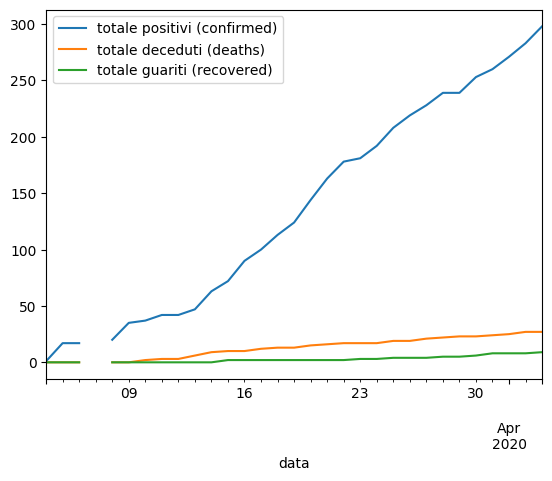 300
250
200
150
100
50
0
totale positivi (confirmed)
totale deceduti (deaths)
totale guariti (recovered)
09 16 23 30
Apr
2020
data